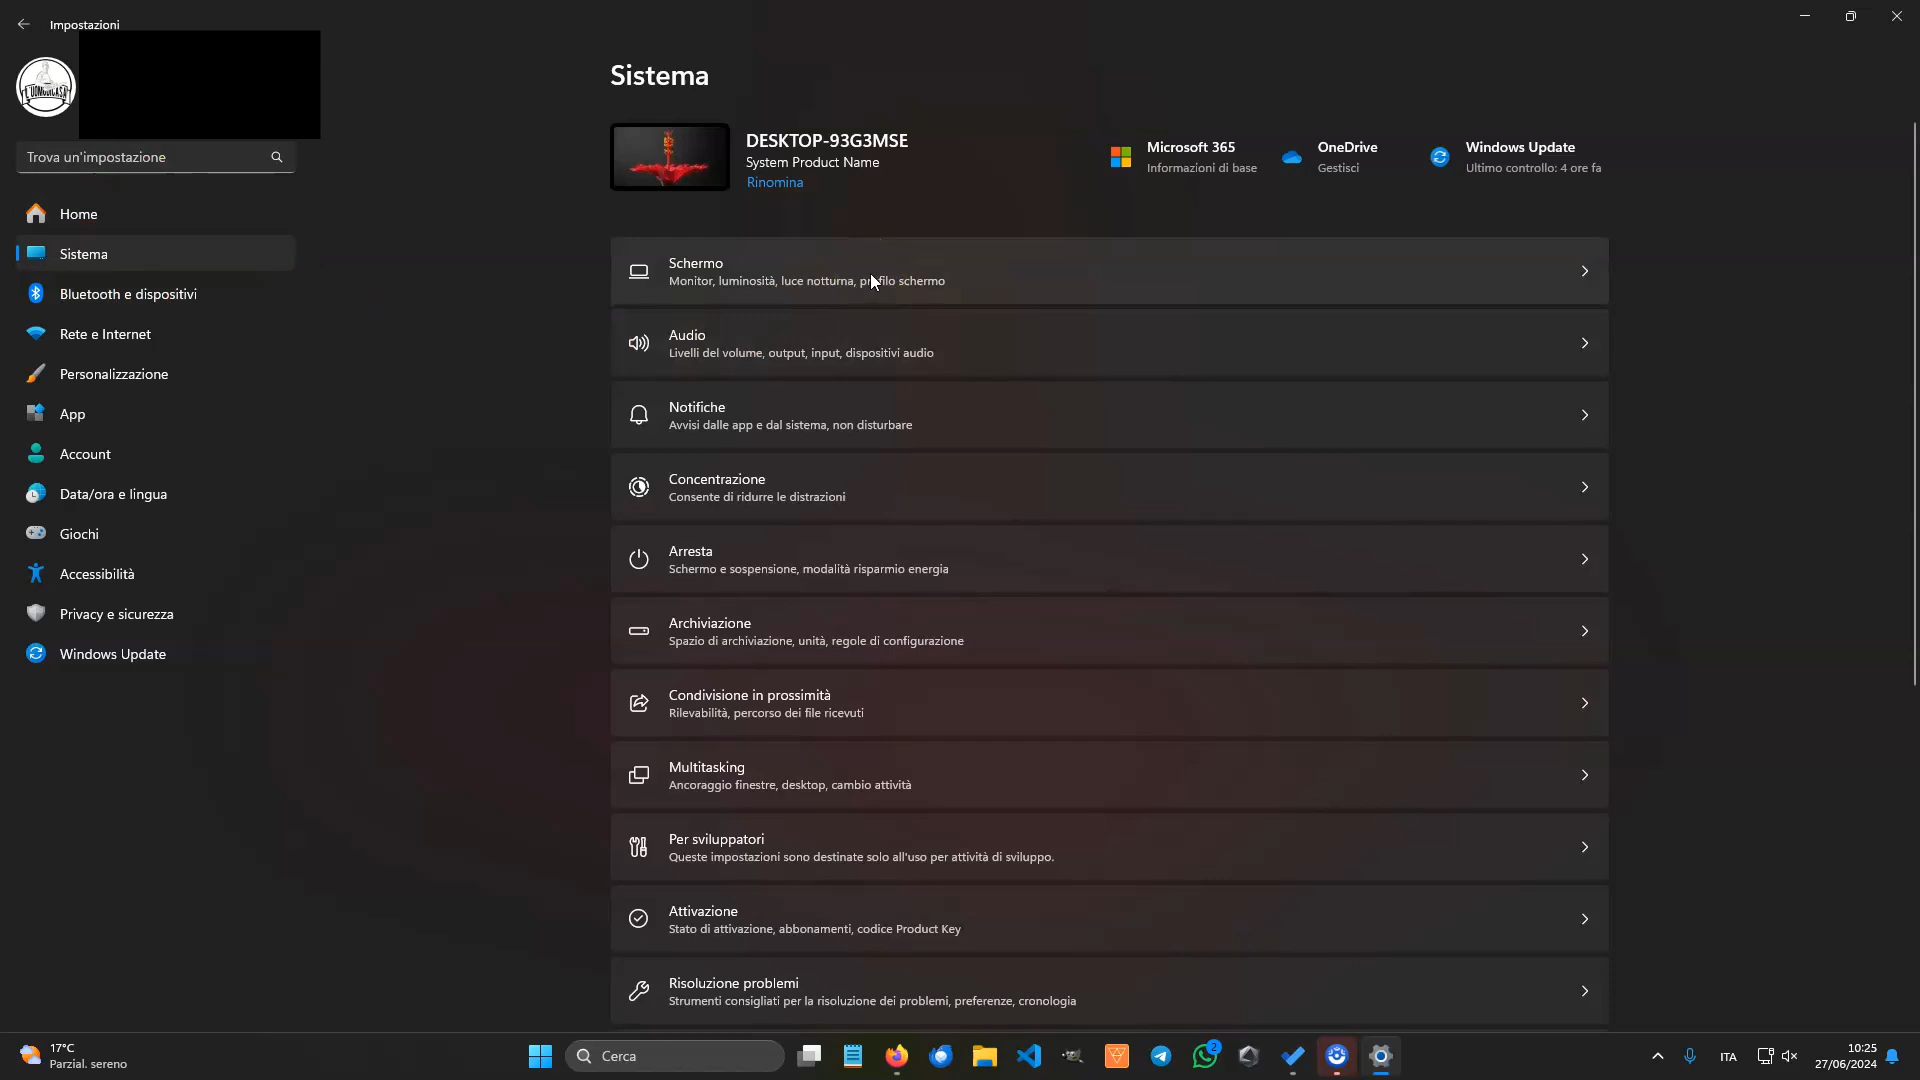 Impostazioni
L'UOMODICASA
Trova un'impostazione
Home
Sistema
Bluetooth e dispositivi
Rete e Internet
Personalizzazione
App
Account
Data/ora e lingua
Giochi
Accessibilità
Privacy e sicurezza
Windows Update
Sistema
DESKTOP-93G3MSE
System Product Name
Rinomina
Microsoft 365
Informazioni di base
OneDrive
Gestisci
Windows Update
Ultimo controllo: 4 ore fa
Schermo
Monitor, luminosità, luce notturna, profilo schermo
Audio
Livelli del volume, output, input, dispositivi audio
Notifiche
Avvisi dalle app e dal sistema, non disturbare
Concentrazione
Consente di ridurre le distrazioni
Arresta
Schermo e sospensione, modalità risparmio energia
Archiviazione
Spazio di archiviazione, unità, regole di configurazione
Condivisione in prossimità
Rilevabilità, percorso dei file ricevuti
Multitasking
Ancoraggio finestre, desktop, cambio attività
Per sviluppatori
Queste impostazioni sono destinate solo all'uso per attività di sviluppo.
Attivazione
Stato di attivazione, abbonamenti, codice Product Key
Risoluzione problemi
Strumenti consigliati per la risoluzione dei problemi, preferenze, cronologia
17°C
Parzial. sereno
Cerca
2
ITA
10:25
27/06/2024